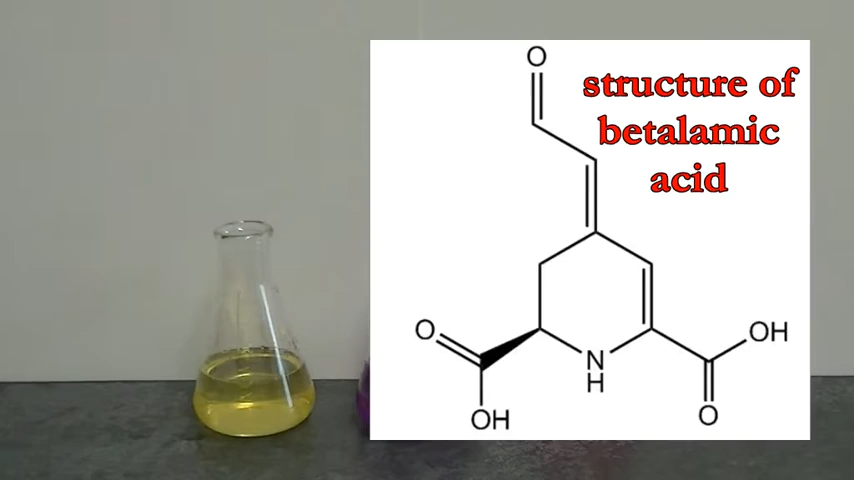 structure of
betalamic
acid
O
O
OH
N
H
OH
O